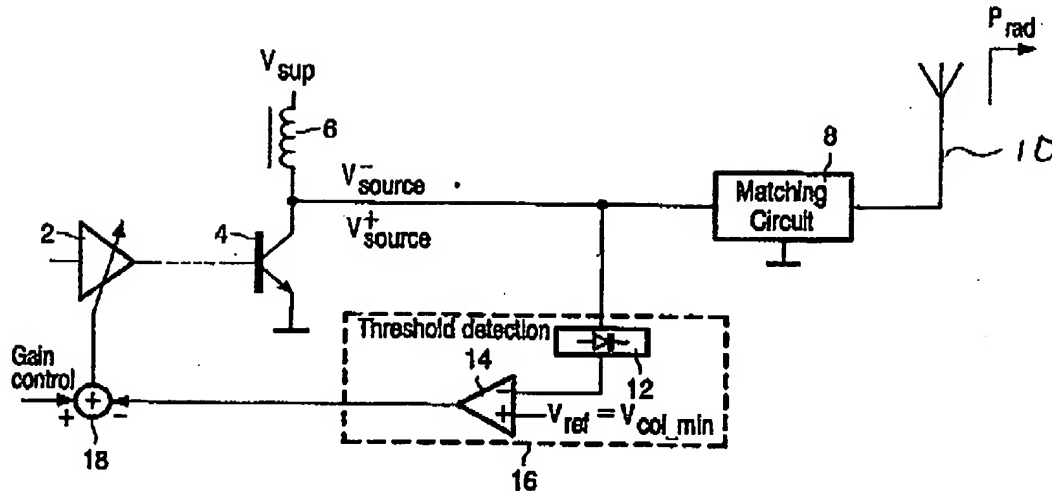 P_rad
V_sup
6
10
8
V^-_source
Matching
Circuit
V^+_source
2
4
Threshold detection
14
12
Gain
control
+
+
-
-
+
V_ref = V_col_min
18
16